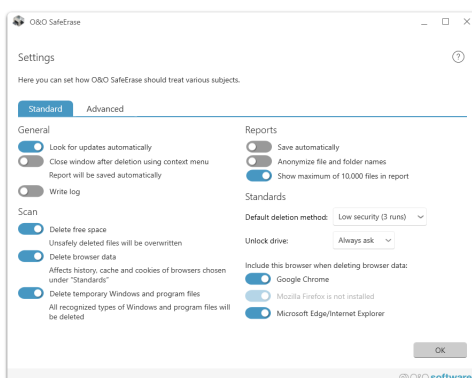 O&O SafeErase
Settings
?
Here you can set how O&O SafeErase should treat various subjects.
Standard
Advanced
General
Look for updates automatically
Close window after deletion using context menu
Report will be saved automatically
Write log
Scan
Delete free space
Unsafely deleted files will be overwritten
Delete browser data
Affects history, cache and cookies of browsers chosen
under "Standards"
Delete temporary Windows and program files
All recognized types of Windows and program files will
be deleted
Reports
Save automatically
Anonymize file and folder names
Show maximum of 10,000 files in report
Standards
Default deletion method: Low security (3 runs)
Unlock drive: Always ask
Include this browser when deleting browser data:
Google Chrome
Mozilla Firefox is not installed
Microsoft Edge/Internet Explorer
OK
O&O software